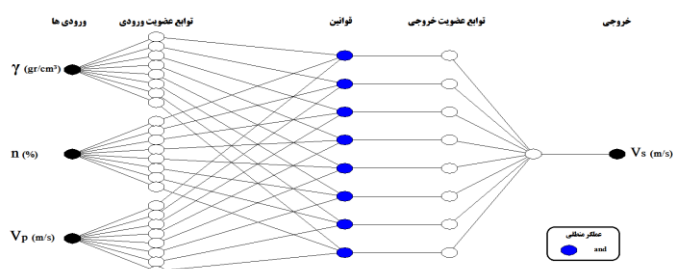 ورودی ها توابع عضویت ورودی قوانین توابع عضویت خروجی خروجی
γ (gr/cm³)
n (%)
Vₚ (m/s)
Vs (m/s)
عملگر منطقی
and